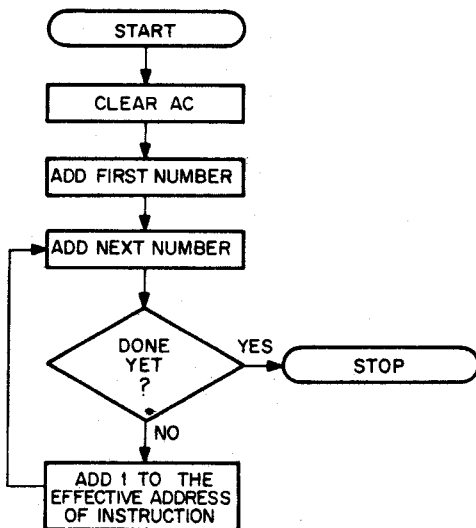 START
CLEAR AC
ADD FIRST NUMBER
ADD NEXT NUMBER
DONE
YET
?
YES
STOP
NO
ADD 1 TO THE
EFFECTIVE ADDRESS
OF INSTRUCTION